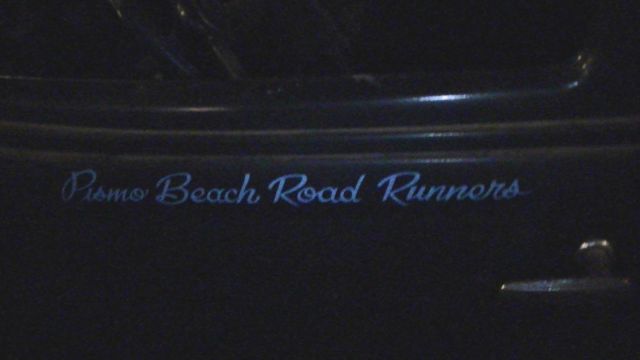 Pismo Beach Road Runners